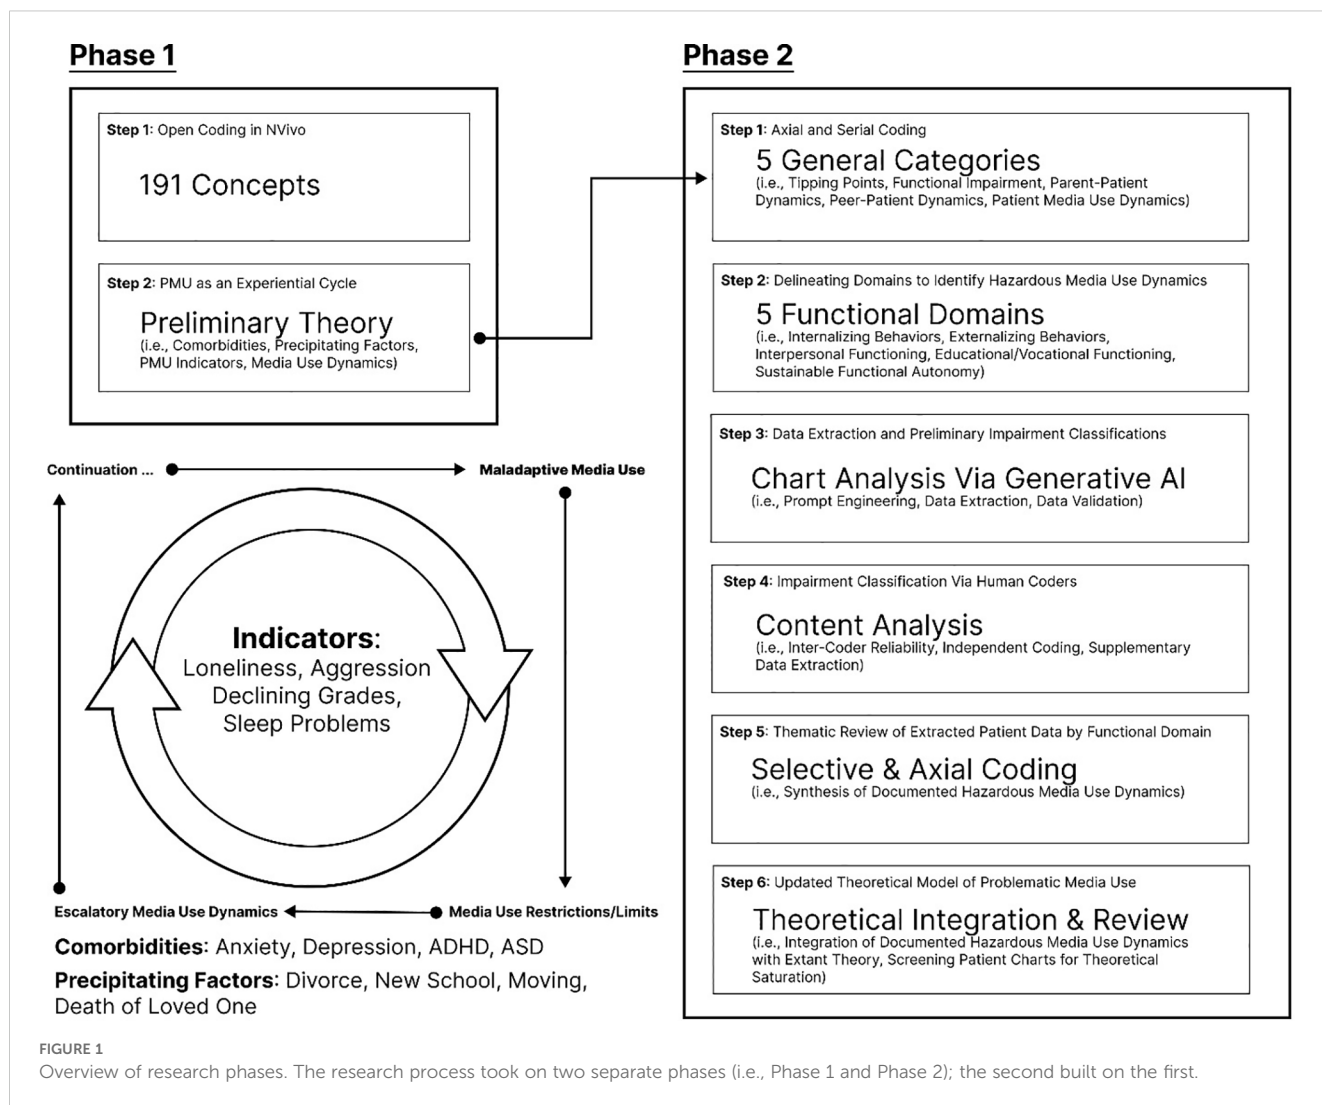 Phase 1
Step 1: Open Coding in NVivo
191 Concepts
Step 2: PMU as an Experiential Cycle
Preliminary Theory
(i.e., Comorbidities, Precipitating Factors,
PMU Indicators, Media Use Dynamics)
Continuation ...
Maladaptive Media Use
Indicators:
Loneliness, Aggression
Declining Grades,
Sleep Problems
Escalatory Media Use Dynamics
Media Use Restrictions/Limits
Comorbidities: Anxiety, Depression, ADHD, ASD
Precipitating Factors: Divorce, New School, Moving,
Death of Loved One
Phase 2
Step 1: Axial and Serial Coding
5 General Categories
(i.e., Tipping Points, Functional Impairment, Parent-Patient
Dynamics, Peer-Patient Dynamics, Patient Media Use Dynamics)
Step 2: Delineating Domains to Identify Hazardous Media Use Dynamics
5 Functional Domains
(i.e., Internalizing Behaviors, Externalizing Behaviors,
Interpersonal Functioning, Educational/Vocational Functioning,
Sustainable Functional Autonomy)
Step 3: Data Extraction and Preliminary Impairment Classifications
Chart Analysis Via Generative AI
(i.e., Prompt Engineering, Data Extraction, Data Validation)
Step 4: Impairment Classification Via Human Coders
Content Analysis
(i.e., Inter-Coder Reliability, Independent Coding, Supplementary
Data Extraction)
Step 5: Thematic Review of Extracted Patient Data by Functional Domain
Selective & Axial Coding
(i.e., Synthesis of Documented Hazardous Media Use Dynamics)
Step 6: Updated Theoretical Model of Problematic Media Use
Theoretical Integration & Review
(i.e., Integration of Documented Hazardous Media Use Dynamics
with Extant Theory, Screening Patient Charts for Theoretical
Saturation)
FIGURE 1
Overview of research phases. The research process took on two separate phases (i.e., Phase 1 and Phase 2); the second built on the first.